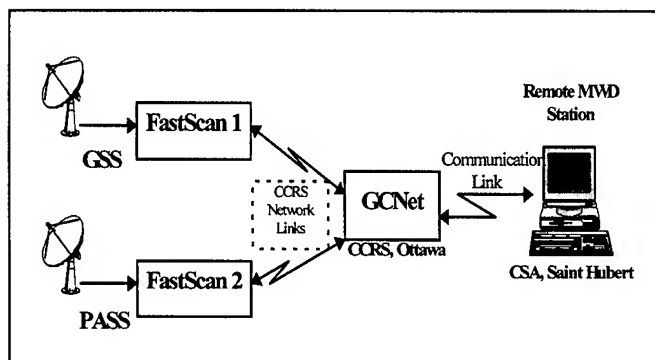 FastScan 1
GSS
CCRS
Network
Links
FastScan 2
PASS
GCNet
CCRS, Ottawa
Communication
Link
Remote MWD
Station
CSA, Saint Hubert